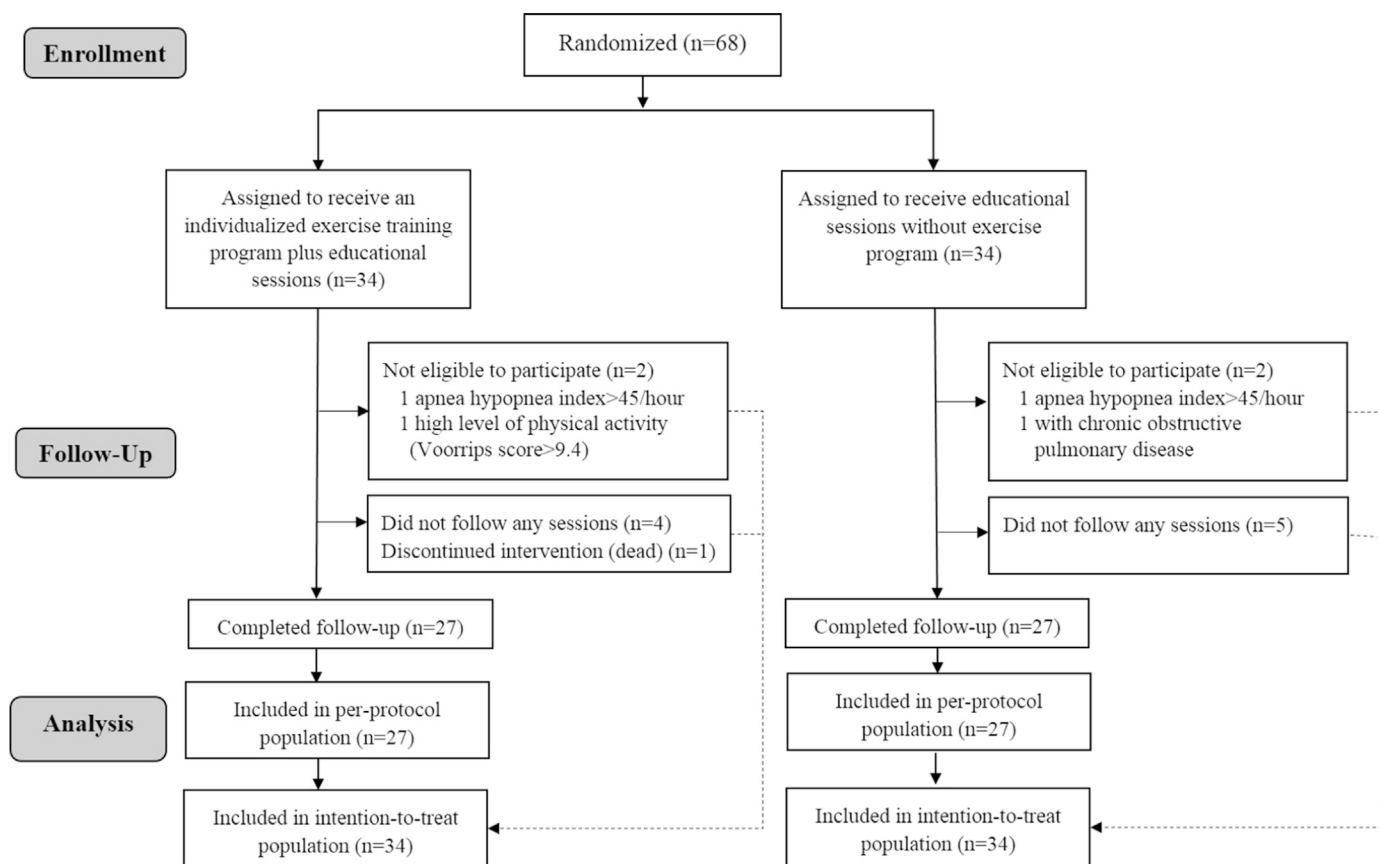 Enrollment
Randomized (n=68)
Assigned to receive an
individualized exercise training
program plus educational
sessions (n=34)
Assigned to receive educational
sessions without exercise
program (n=34)
Follow-Up
Not eligible to participate (n=2)
1 apnea hypopnea index>45/hour
1 high level of physical activity
(Voorrips score>9.4)
Did not follow any sessions (n=4)
Discontinued intervention (dead) (n=1)
Not eligible to participate (n=2)
1 apnea hypopnea index>45/hour
1 with chronic obstructive
pulmonary disease
Did not follow any sessions (n=5)
Completed follow-up (n=27)
Completed follow-up (n=27)
Analysis
Included in per-protocol
population (n=27)
Included in per-protocol
population (n=27)
Included in intention-to-treat
population (n=34)
Included in intention-to-treat
population (n=34)